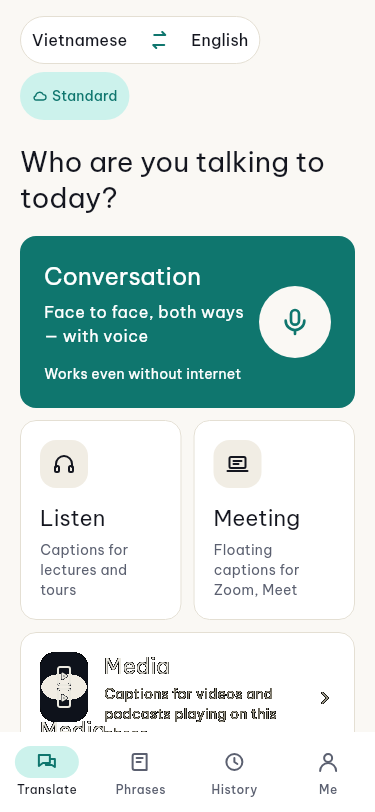 Vietnamese English
Standard
Who are you talking to
today?
Conversation
Face to face, both ways
— with voice
Works even without internet
Listen
Captions for
lectures and
tours
Meeting
Floating
captions for
Zoom, Meet
Media
Captions for videos and
podcasts playing on this
Media
Translate
Phrases
History
Me